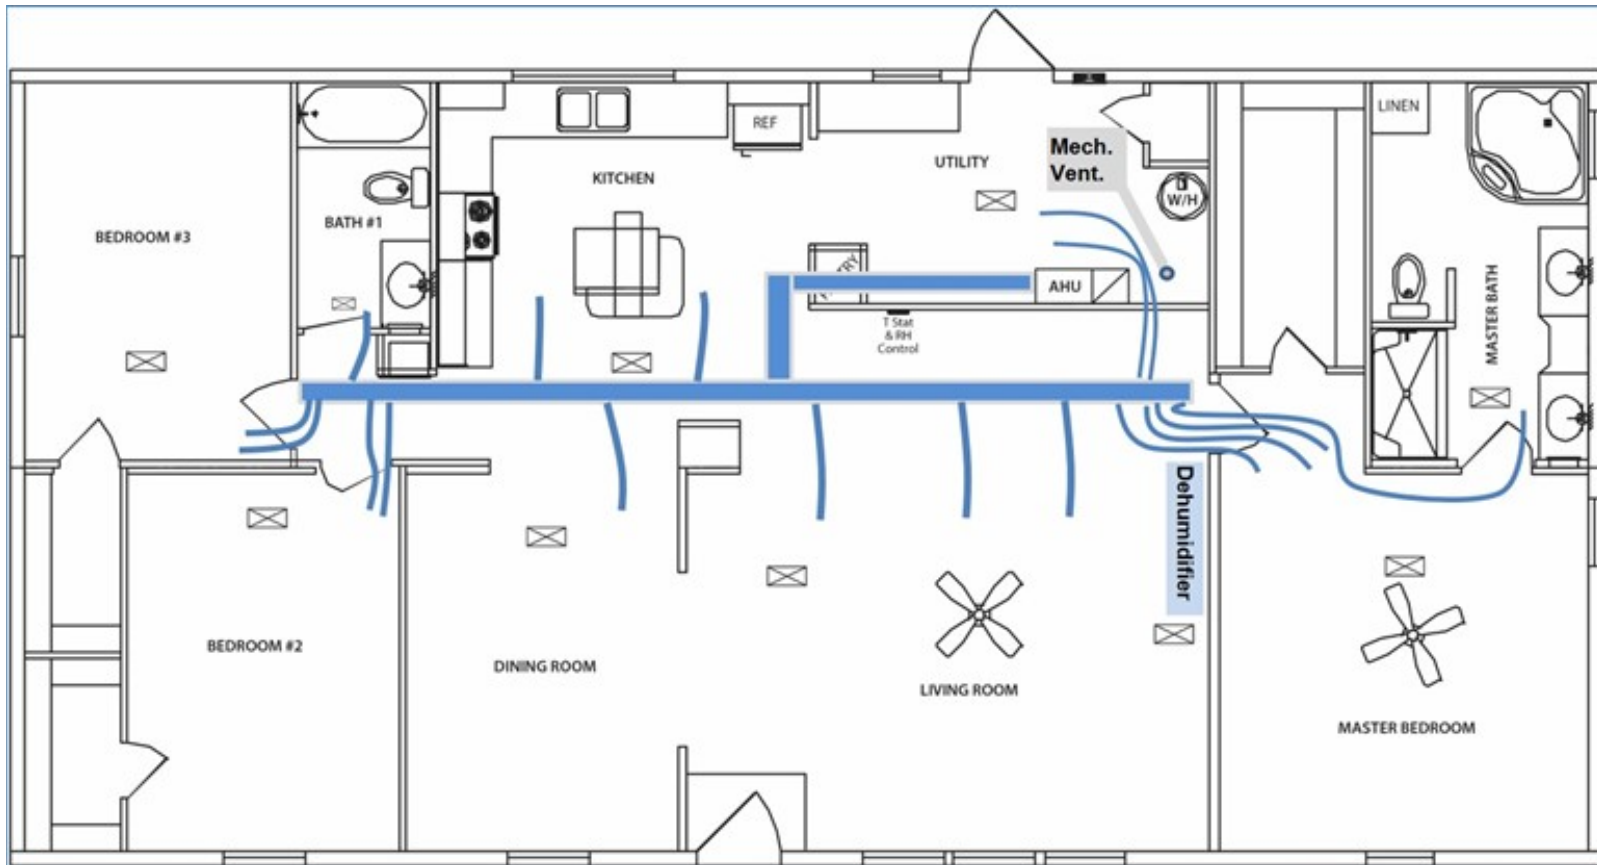 REF
LINEN
Mech.
Vent.
UTILITY
KITCHEN
W/H
BATH #1
BEDROOM #3
AHU
T Stat
& RH
Control
MASTER BATH
Dehumidifier
BEDROOM #2
DINING ROOM
LIVING ROOM
MASTER BEDROOM